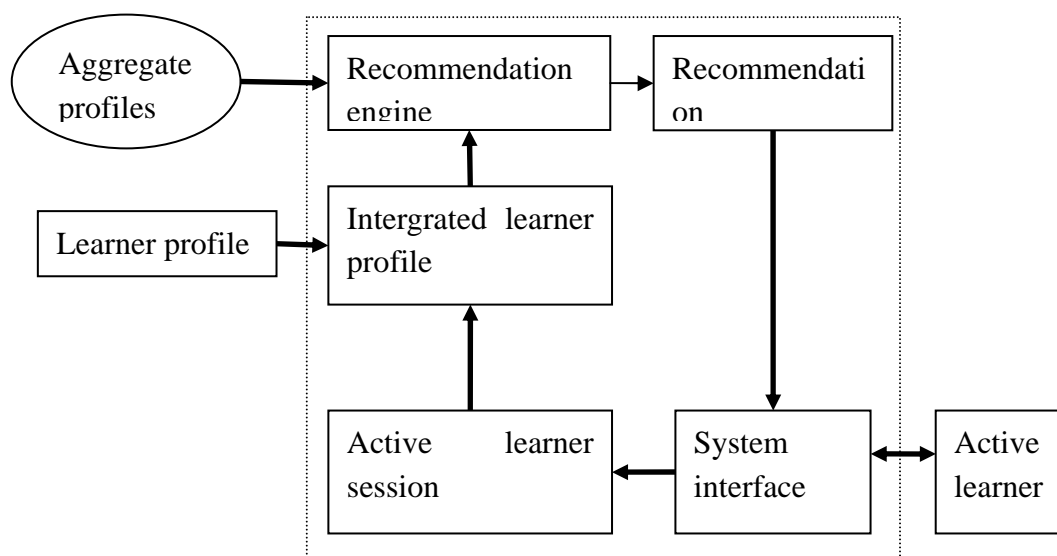 Aggregate
profiles
Recommendation
engine
Recommendati
on
Learner profile
Intergrated learner
profile
Active learner
session
System
interface
Active
learner